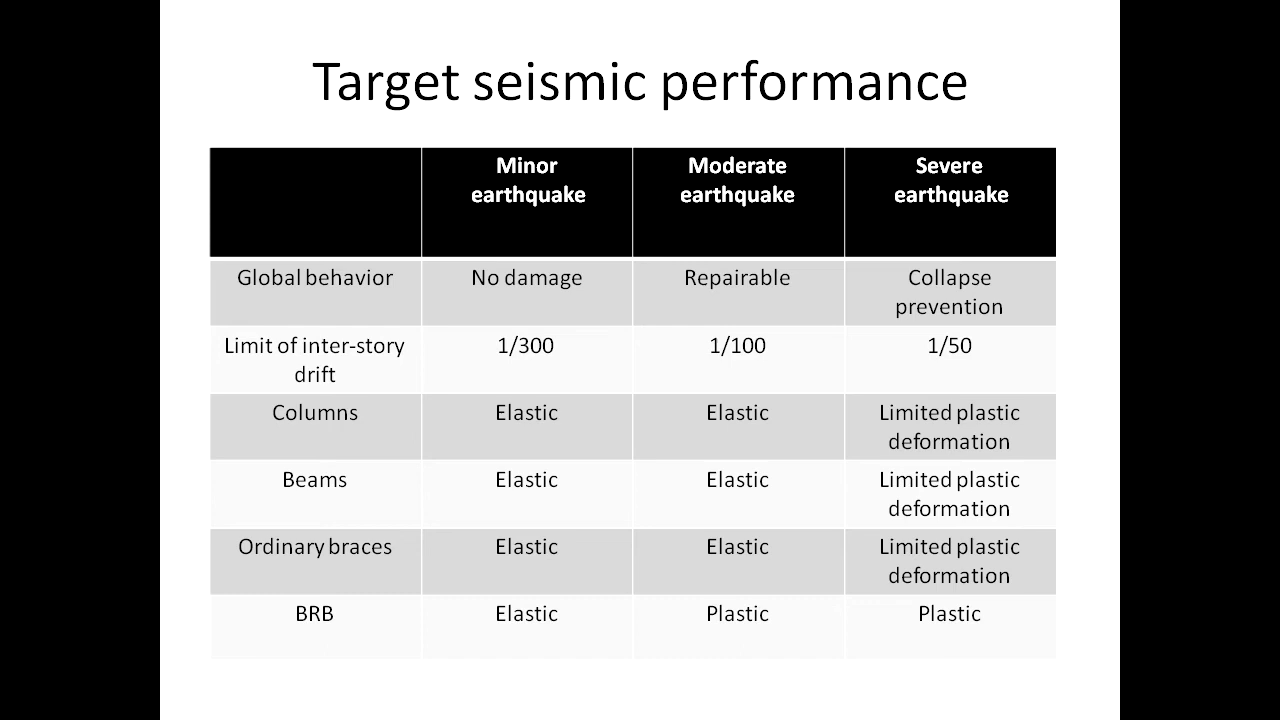 Target seismic performance
Minor Moderate Severe
earthquake earthquake earthquake
Global behavior No damage Repairable Collapse
prevention
Limit of inter-story 1/300 1/100 1/50
drift
Columns Elastic Elastic Limited plastic
deformation
Beams Elastic Elastic Limited plastic
deformation
Ordinary braces Elastic Elastic Limited plastic
deformation
BRB Elastic Plastic Plastic